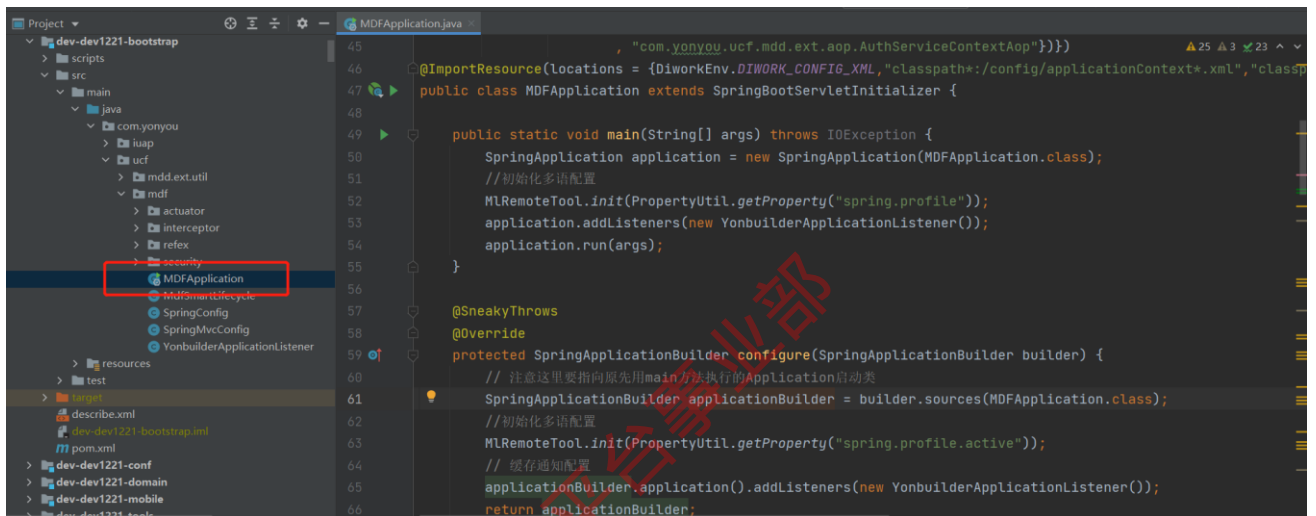 Project
MDFApplication.java
dev-dev1221-bootstrap
scripts
src
main
java
com.yonyou
iuap
ucf
mdd.ext.util
mdf
actuator
interceptor
refex
security
MDFApplication
MdfSmartLifecycle
SpringConfig
SpringMvcConfig
YonbuilderApplicationListener
resources
test
target
describe.xml
dev-dev1221-bootstrap.iml
pom.xml
dev-dev1221-conf
dev-dev1221-domain
dev-dev1221-mobile
dev-dev1221-tools
25 3 23
45 , "com.yonyou.ucf.mdd.ext.aop.AuthServiceContextAop"})})
46 @ImportResource(locations = {DiworkEnv.DIWORK_CONFIG_XML,"classpath*:/config/applicationContext*.xml","classp
47 public class MDFApplication extends SpringBootServletInitializer {
48
49 public static void main(String[] args) throws IOException {
50 SpringApplication application = new SpringApplication(MDFApplication.class);
51 //初始化多语配置
52 MlRemoteTool.init(PropertyUtil.getProperty("spring.profile"));
53 application.addListeners(new YonbuilderApplicationListener());
54 application.run(args);
55 }
56
57 @SneakyThrows
58 @Override
59 protected SpringApplicationBuilder configure(SpringApplicationBuilder builder) {
60 // 注意这里要指向原先用main方法执行的Application启动类
61 SpringApplicationBuilder applicationBuilder = builder.sources(MDFApplication.class);
62 //初始化多语配置
63 MlRemoteTool.init(PropertyUtil.getProperty("spring.profile.active"));
64 // 缓存通知配置
65 applicationBuilder.application().addListeners(new YonbuilderApplicationListener());
66 return applicationBuilder;
台事业部